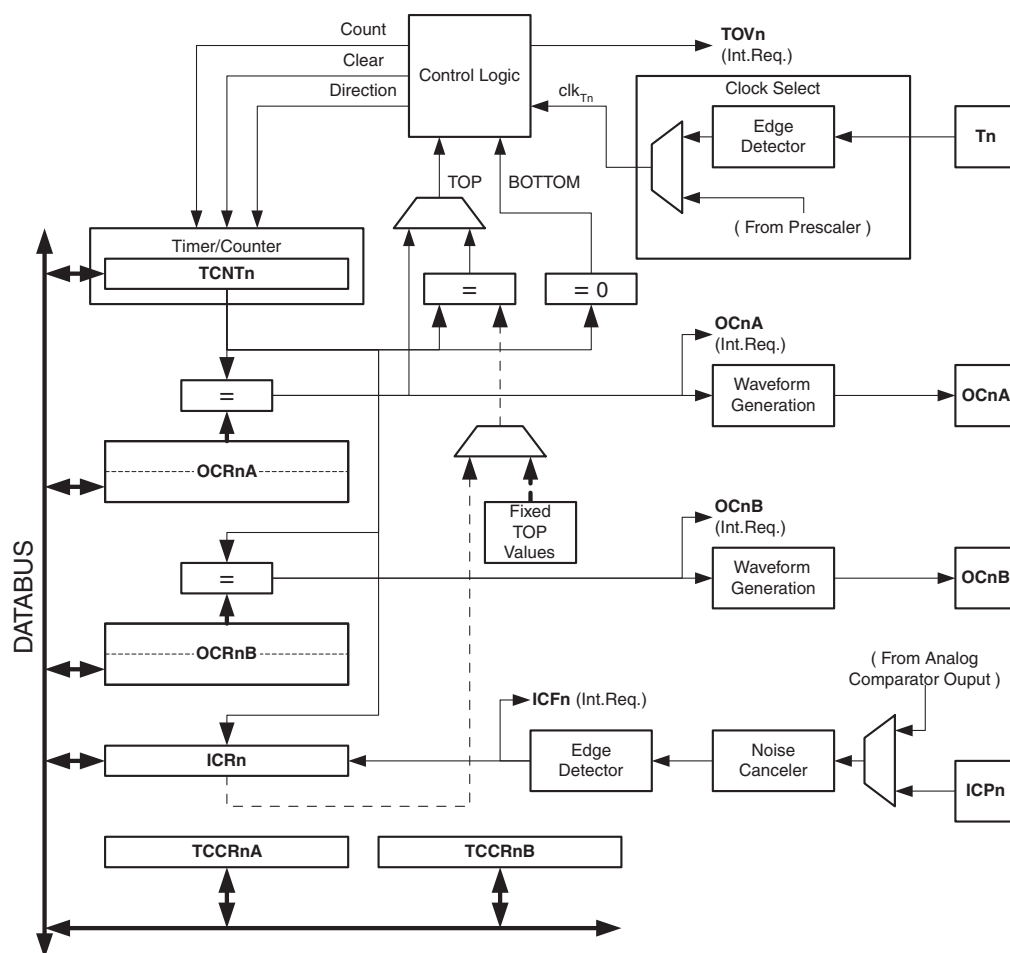 Count
TOVn
(Int.Req.)
Clear
Control Logic
Direction
clkTn
Clock Select
Edge
Detector
Tn
TOP
BOTTOM
( From Prescaler )
Timer/Counter
TCNTn
=
= 0
OCnA
(Int.Req.)
=
Waveform
Generation
OCnA
OCRnA
Fixed
TOP
Values
OCnB
(Int.Req.)
=
Waveform
Generation
OCnB
DATABUS
OCRnB
( From Analog
Comparator Ouput )
ICFn (Int.Req.)
ICRn
Edge
Detector
Noise
Canceler
ICPn
TCCRnA
TCCRnB